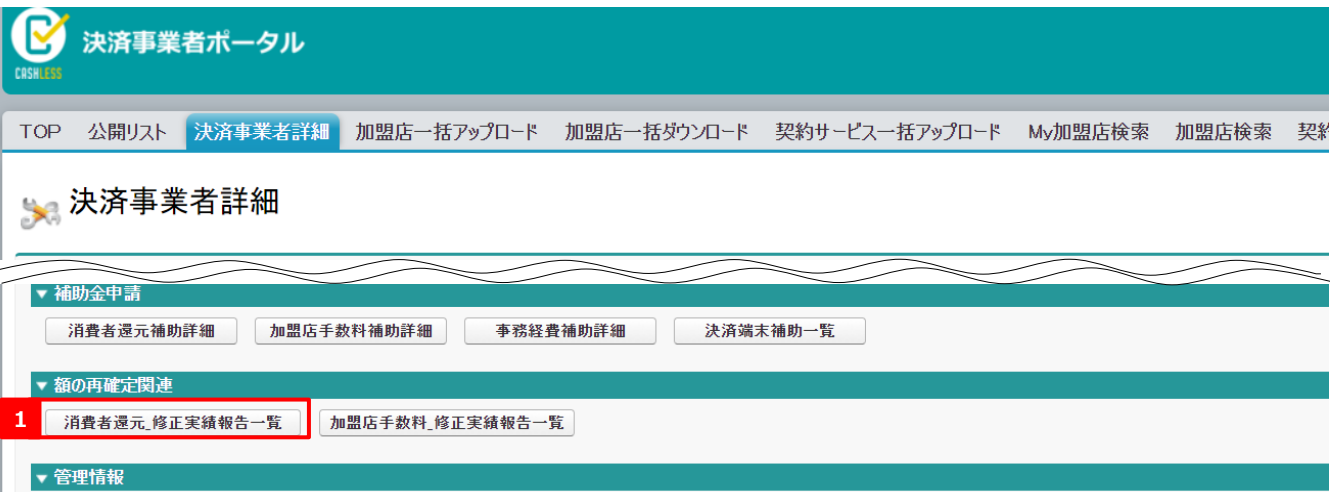 決済事業者ポータル
CASHLESS
TOP 公開リスト 決済事業者詳細 加盟店一括アップロード 加盟店一括ダウンロード 契約サービス一括アップロード My加盟店検索 加盟店検索 契約
決済事業者詳細
▼ 補助金申請
消費者還元補助詳細 加盟店手数料補助詳細 事務経費補助詳細 決済端末補助一覧
▼ 額の再確定関連
1 消費者還元_修正実績報告一覧 加盟店手数料_修正実績報告一覧
▼ 管理情報